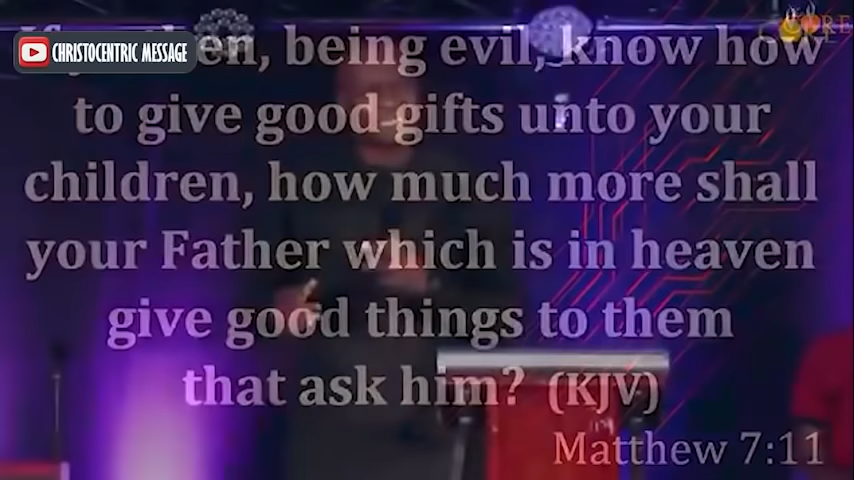 CHRISTOCENTRIC MESSAGE
being evil, know how
to give good gifts unto your
children, how much more shall
your Father which is in heaven
give good things to them
that ask him? (KJV)
Matthew 7:11